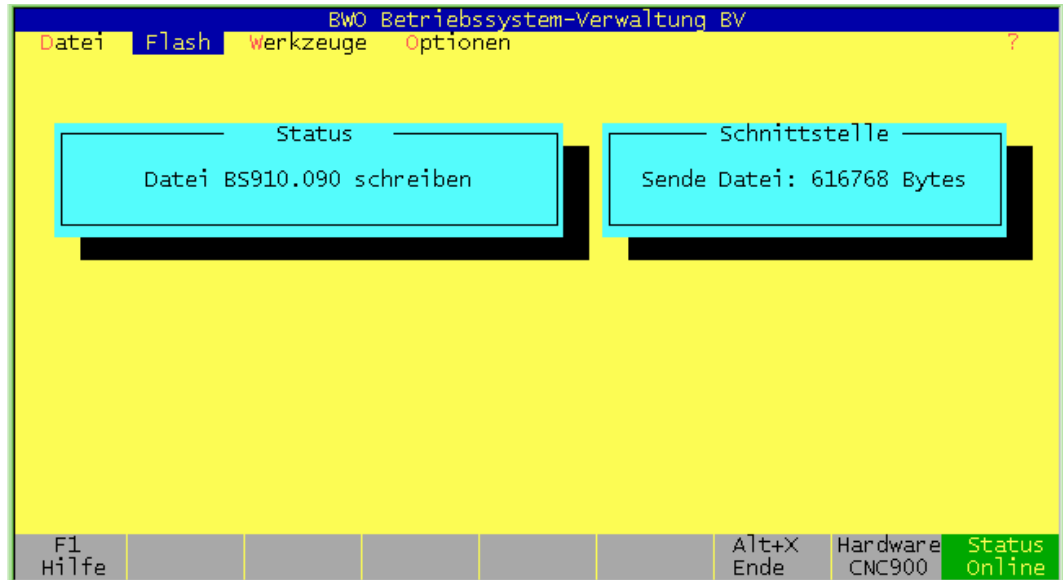 BWO Betriebssystem-Verwaltung BV
Datei Flash Werkzeuge Optionen ?
Status
Datei BS910.090 schreiben
Schnittstelle
Sende Datei: 616768 Bytes
F1 Hilfe
Alt+X Ende
Hardware CNC900
Status Online